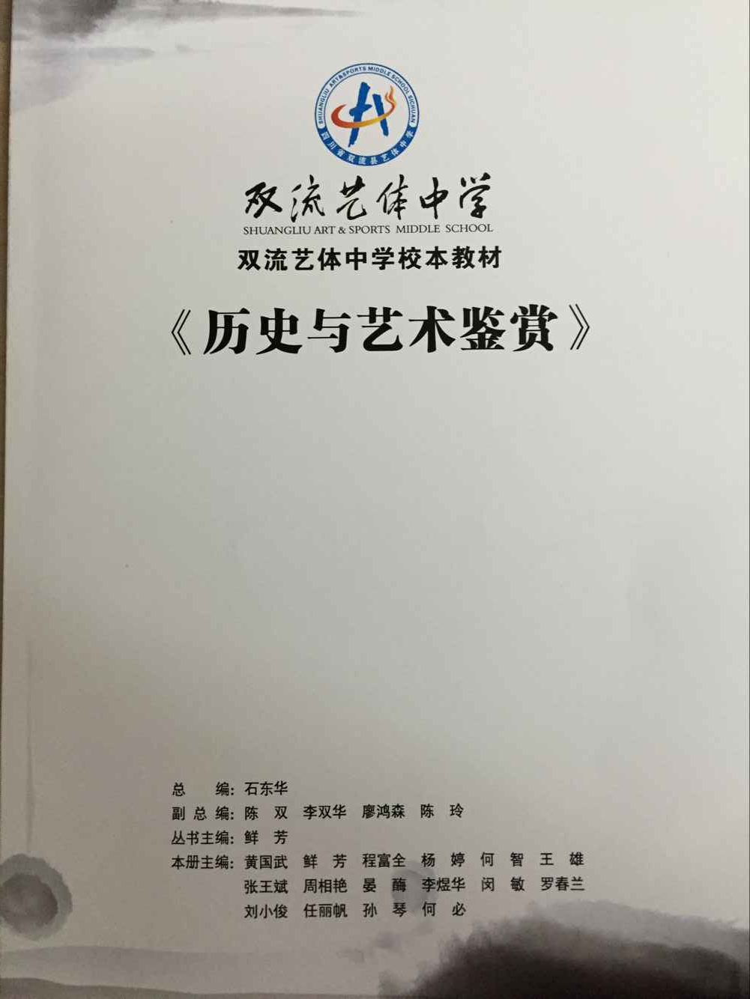 SHUANGLIU ART&SPORTS MIDDLE SCHOOL SICHUAN
四川省双流县艺体中学
双流艺体中学
SHUANGLIU ART & SPORTS MIDDLE SCHOOL
双流艺体中学校本教材
《历史与艺术鉴赏》
总 编：石东华
副总编：陈 双 李双华 廖鸿森 陈 玲
丛书主编：鲜 芳
本册主编：黄国武 鲜 芳 程富全 杨 婷 何 智 王 雄
张王斌 周相艳 晏 酶 李煜华 闵 敏 罗春兰
刘小俊 任丽帆 孙 琴 何 必